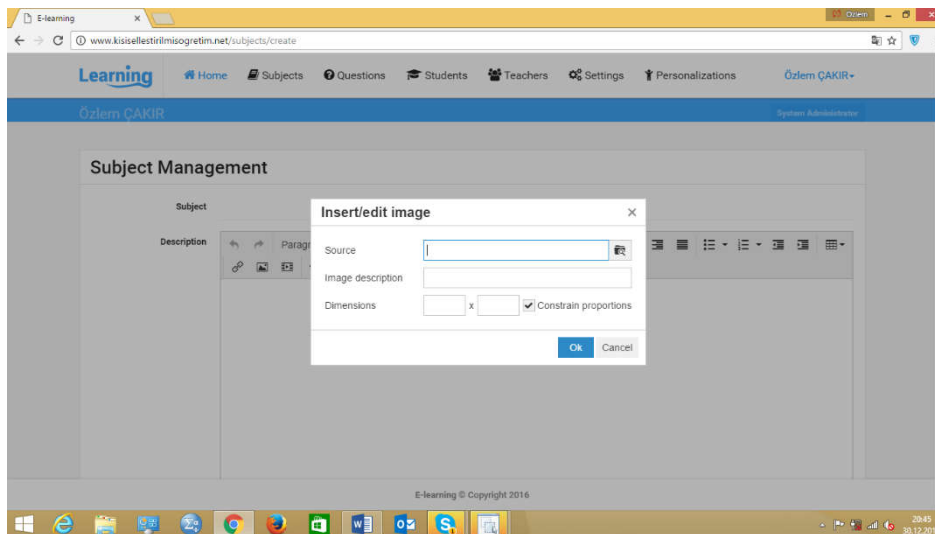 E-learning
Özlem
www.kisisellestirilmisogretim.net/subjects/create
Learning Home Subjects Questions Students Teachers Settings Personalizations Özlem ÇAKIR
Özlem ÇAKIR System Administrator
Subject Management
Subject
Insert/edit image
Description
Paragr
Source
Image description
Dimensions x Constrain proportions
Ok Cancel
E-learning © Copyright 2016
20:45